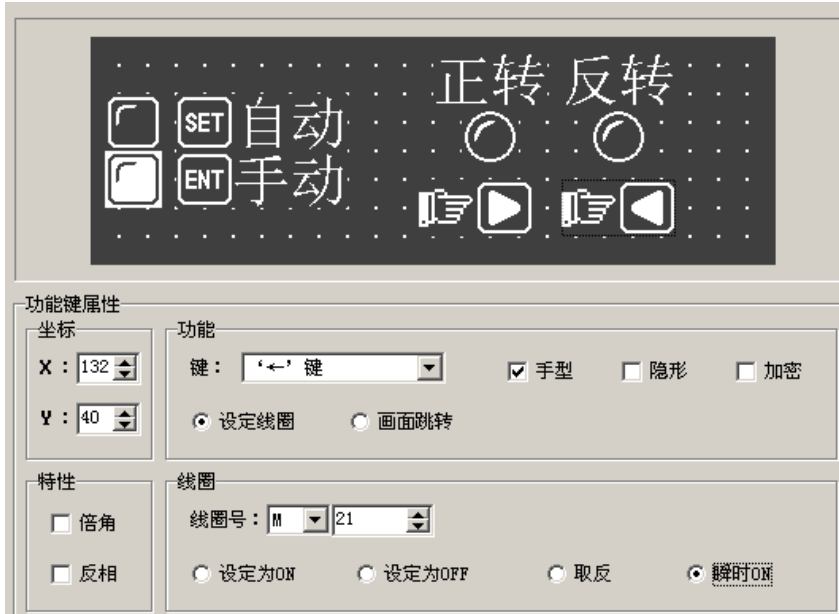 正转 反转
SET 自动
ENT 手动
功能键属性
坐标
X：132
Y：40
功能
键： ‘←’键
手型 隐形 加密
设定线圈 画面跳转
特性
倍角
反相
线圈
线圈号：M 21
设定为ON 设定为OFF 取反 瞬时ON